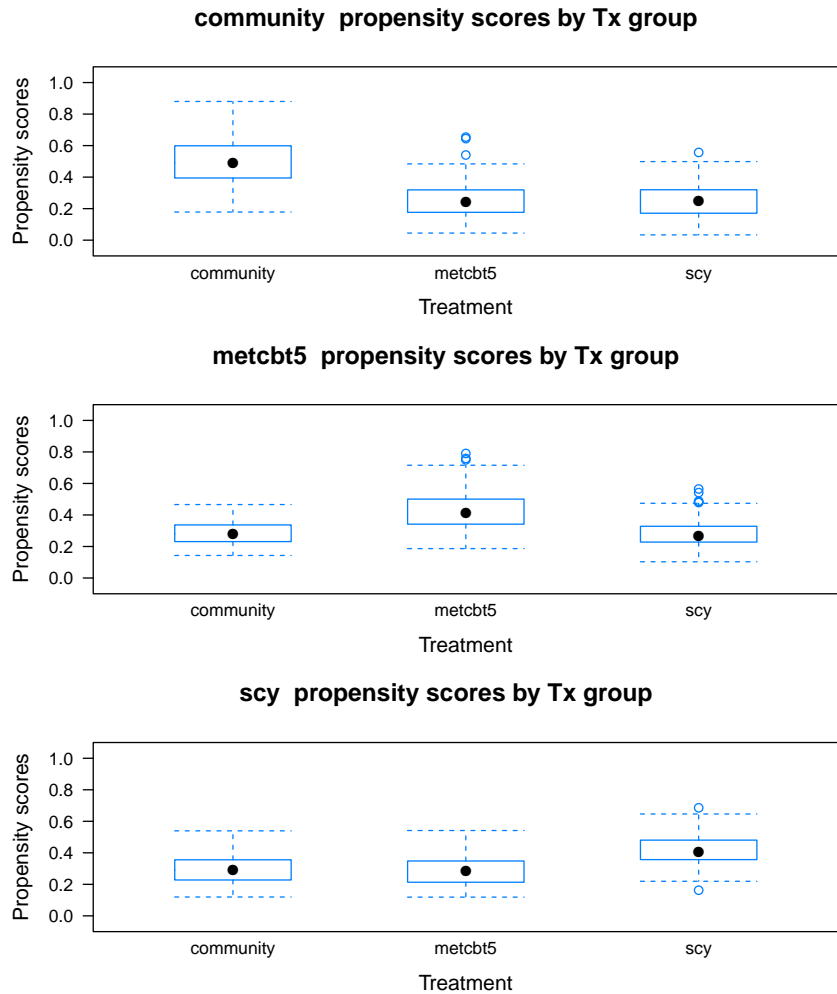 community  propensity scores by Tx group
Propensity scores
1.0
0.8
0.6
0.4
0.2
0.0
community metcbt5 scy
Treatment
metcbt5  propensity scores by Tx group
Propensity scores
1.0
0.8
0.6
0.4
0.2
0.0
community metcbt5 scy
Treatment
scy  propensity scores by Tx group
Propensity scores
1.0
0.8
0.6
0.4
0.2
0.0
community metcbt5 scy
Treatment